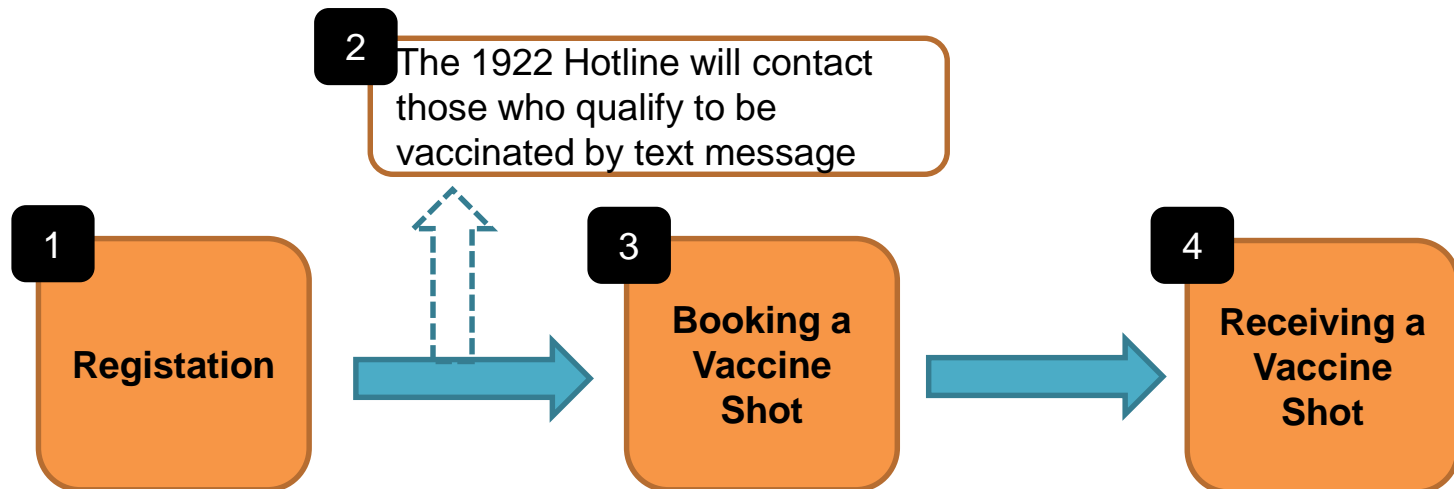 2
The 1922 Hotline will contact
those who qualify to be
vaccinated by text message
1
Registation
3
Booking a
Vaccine
Shot
4
Receiving a
Vaccine
Shot